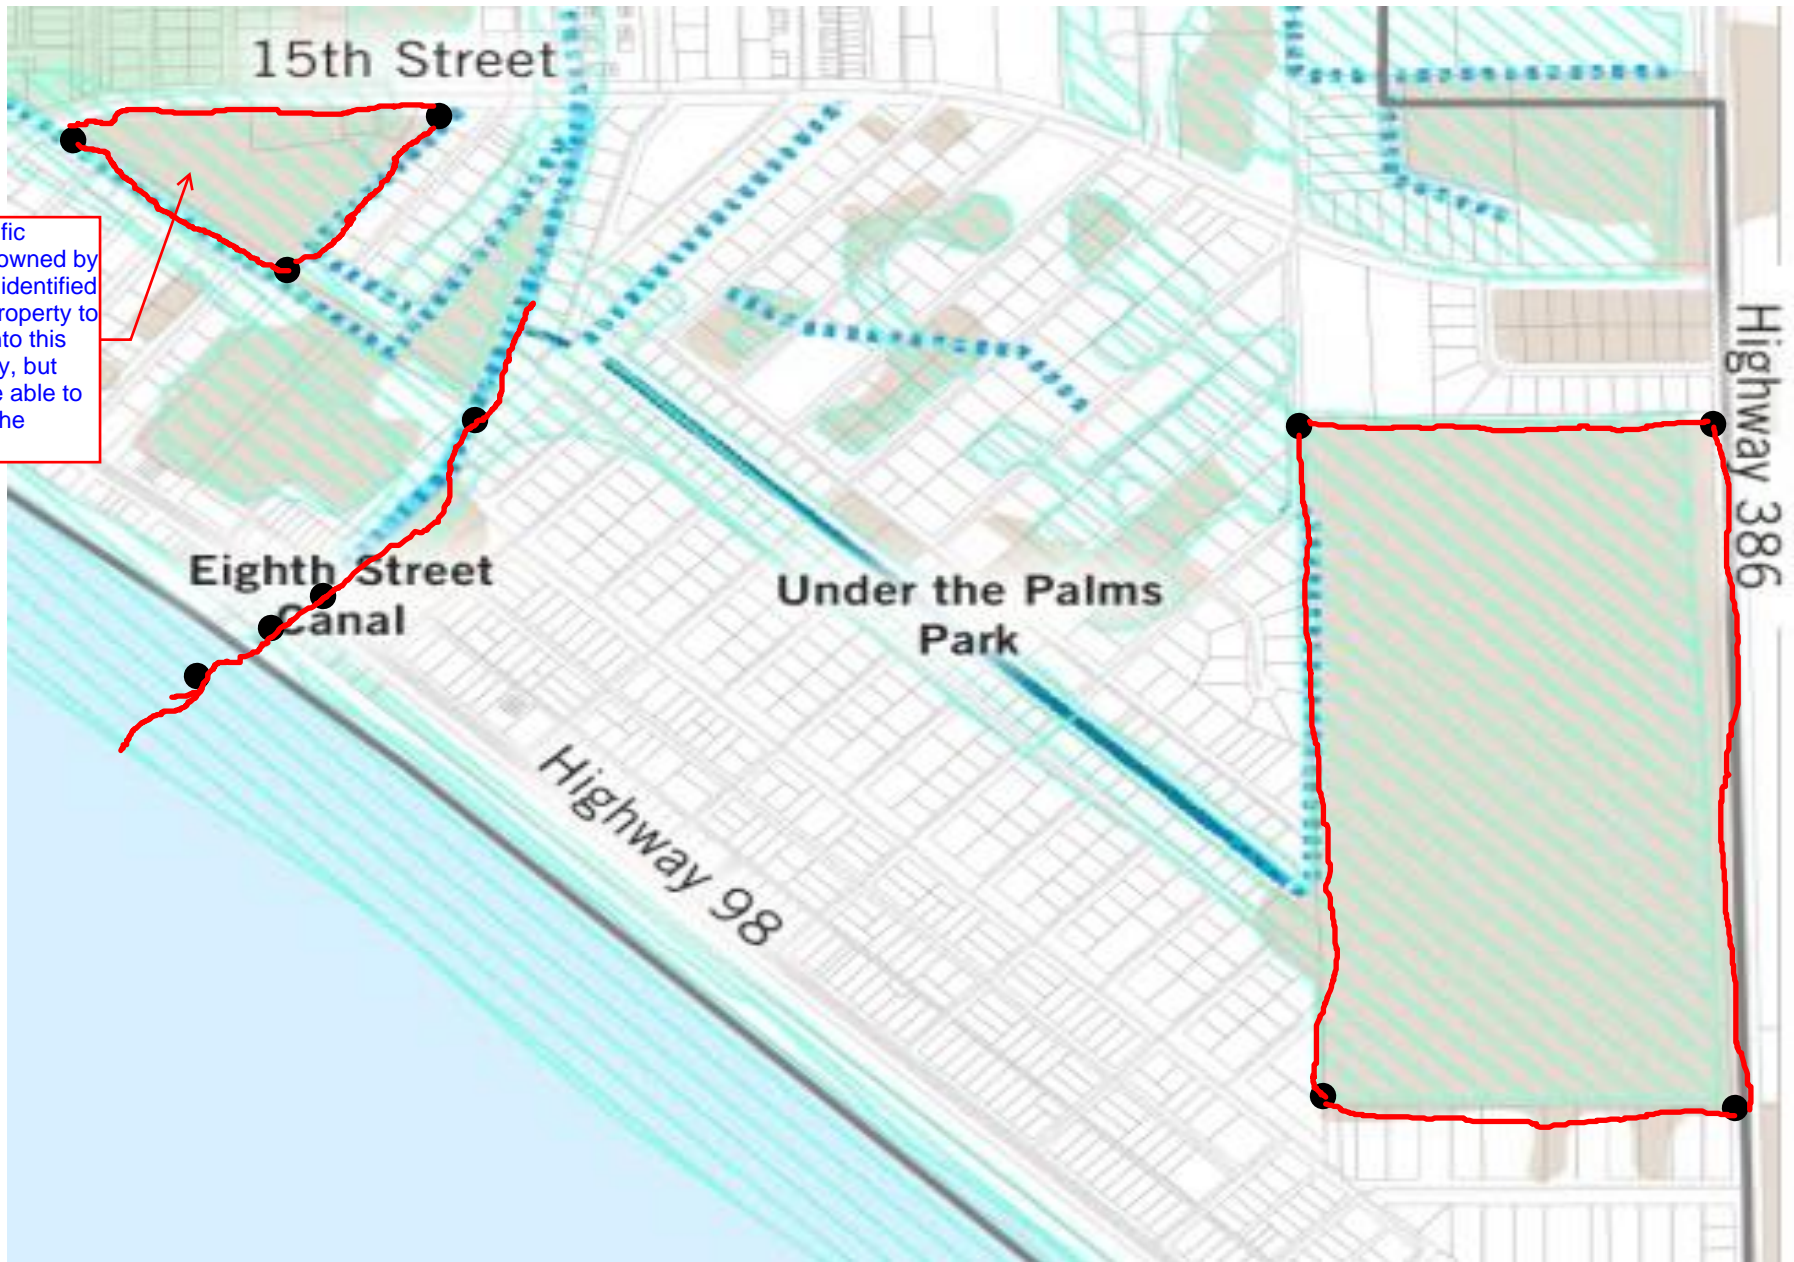 15th Street
fic
owned by
identified
roperty to
nto this
y, but
e able to
he
Eighth Street
Canal
Under the Palms
Park
Highway 98
Highway 386